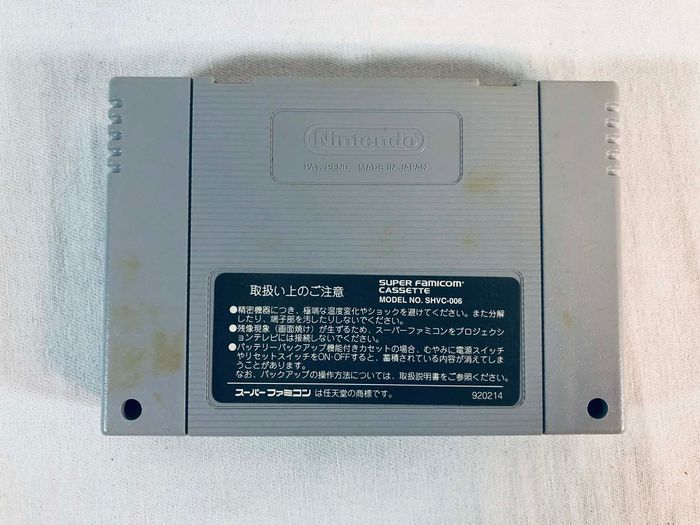 Nintendo
PAT. PEND. MADE IN JAPAN
取扱い上のご注意
SUPER FAMICOM
CASSETTE
MODEL NO. SHVC-006
●精密機器につき、極端な温度変化やショックを避けてください。また分解
したり、端子部を汚したりしないでください。
●残像現象（画面焼け）が生ずるため、スーパーファミコンをプロジェクシ
ョンテレビには接続しないでください。
●バッテリーバックアップ機能付きカセットの場合、むやみに電源スイッチ
やリセットスイッチをON・OFFすると、蓄積されている内容が消えてしま
うことがあります。
なお、バックアップの操作方法については、取扱説明書をご参照ください。
スーパーファミコン は任天堂の商標です。
920214